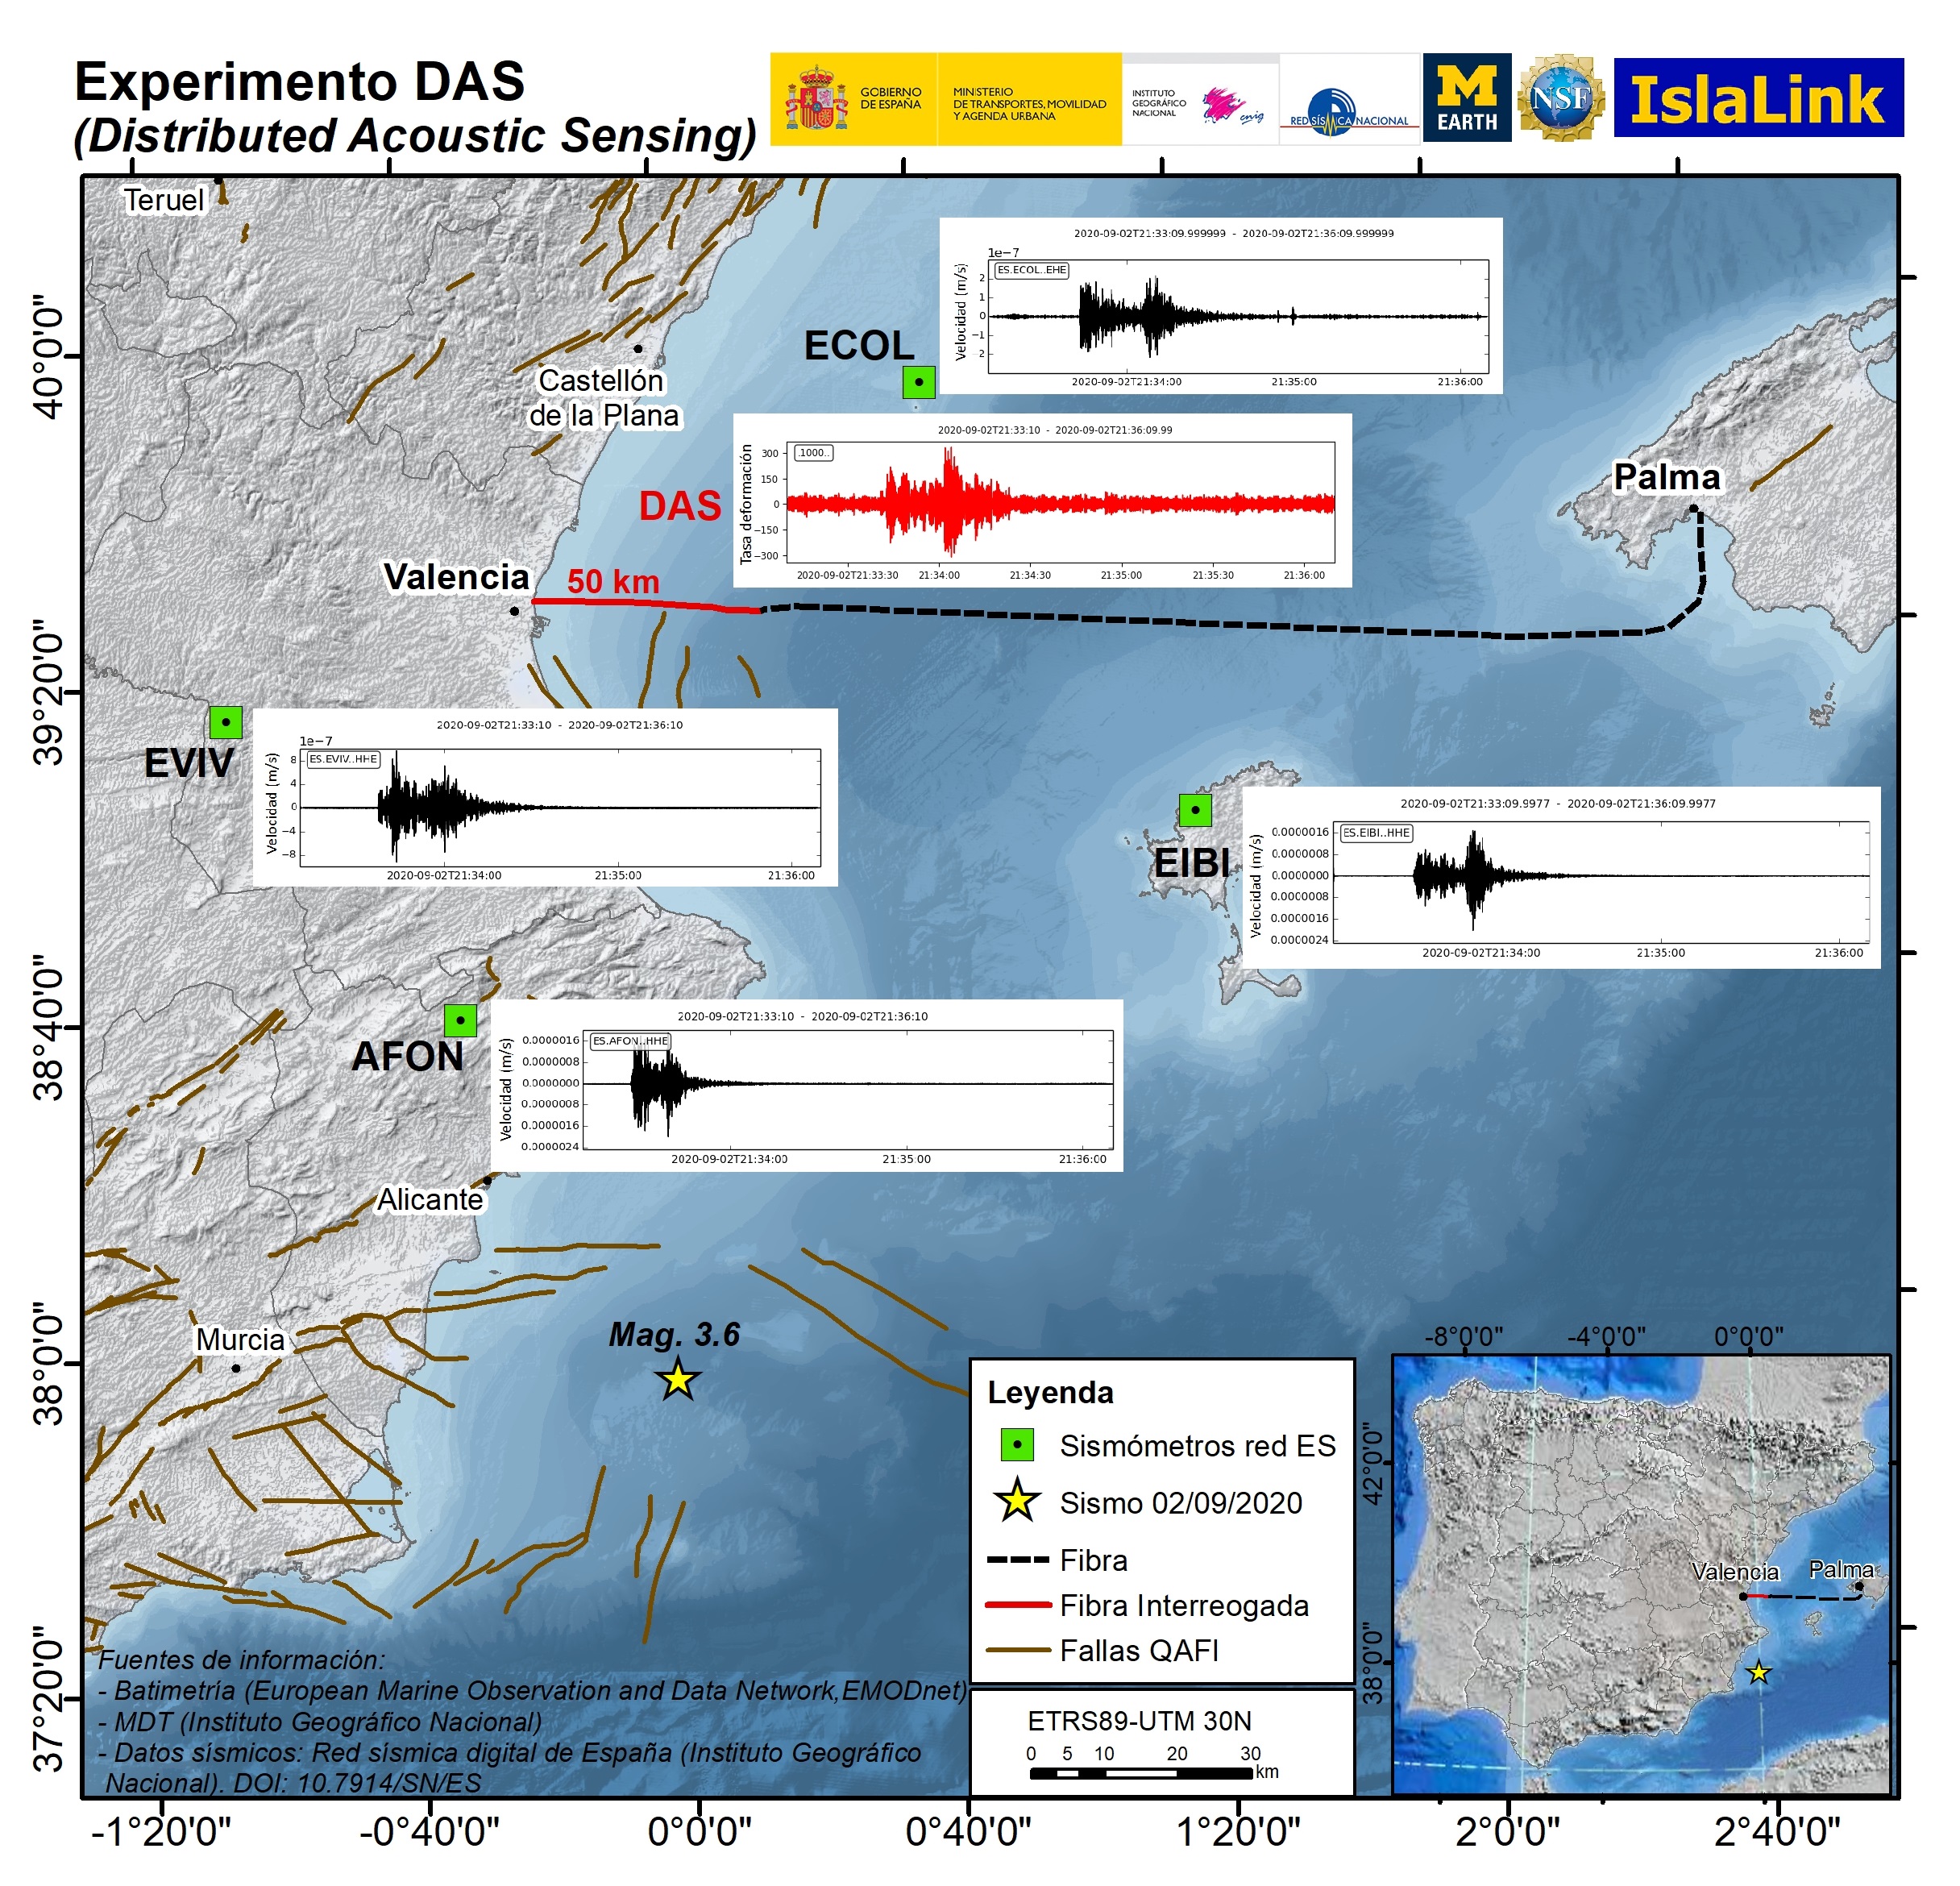 Experimento DAS
(Distributed Acoustic Sensing)
GOBIERNO
DE ESPAÑA
MINISTERIO
DE TRANSPORTES, MOVILIDAD
Y AGENDA URBANA
INSTITUTO
GEOGRÁFICO
NACIONAL
cnig
RED SÍSMICA NACIONAL
M
EARTH
NSF
IslaLink
Teruel
2020-09-02T21:33:09.999999 - 2020-09-02T21:36:09.999999
1e−7
ES.ECOL..EHE
Velocidad (m/s)
2
1
0
−1
−2
2020-09-02T21:34:00
21:35:00
21:36:00
ECOL
Castellón
de la Plana
2020-09-02T21:33:10 - 2020-09-02T21:36:09.99
.1000..
Tasa deformación
300
150
0
−150
−300
2020-09-02T21:33:30
21:34:00
21:34:30
21:35:00
21:35:30
21:36:00
DAS
Palma
Valencia
50 km
2020-09-02T21:33:10 - 2020-09-02T21:36:10
1e−7
ES.EVIV..HHE
Velocidad (m/s)
8
4
0
−4
−8
2020-09-02T21:34:00
21:35:00
21:36:00
EVIV
2020-09-02T21:33:09.9977 - 2020-09-02T21:36:09.9977
ES.EIBI..HHE
Velocidad (m/s)
0.0000016
0.0000008
0.0000000
0.0000008
0.0000016
0.0000024
2020-09-02T21:34:00
21:35:00
21:36:00
EIBI
2020-09-02T21:33:10 - 2020-09-02T21:36:10
ES.AFON..HHE
Velocidad (m/s)
0.0000016
0.0000008
0.0000000
0.0000008
0.0000016
0.0000024
2020-09-02T21:34:00
21:35:00
21:36:00
AFON
Alicante
Murcia
Mag. 3.6
Leyenda
Sismómetros red ES
Sismo 02/09/2020
Fibra
Fibra Interreogada
Fallas QAFI
ETRS89-UTM 30N
0 5 10 20 30
km
-8°0'0" -4°0'0" 0°0'0"
42°0'0"
38°0'0"
Valencia
Palma
Fuentes de información:
- Batimetría (European Marine Observation and Data Network,EMODnet)
- MDT (Instituto Geográfico Nacional)
- Datos sísmicos: Red sísmica digital de España (Instituto Geográfico
Nacional). DOI: 10.7914/SN/ES
40°0'0"
39°20'0"
38°40'0"
38°0'0"
37°20'0"
-1°20'0" -0°40'0" 0°0'0" 0°40'0" 1°20'0" 2°0'0" 2°40'0"